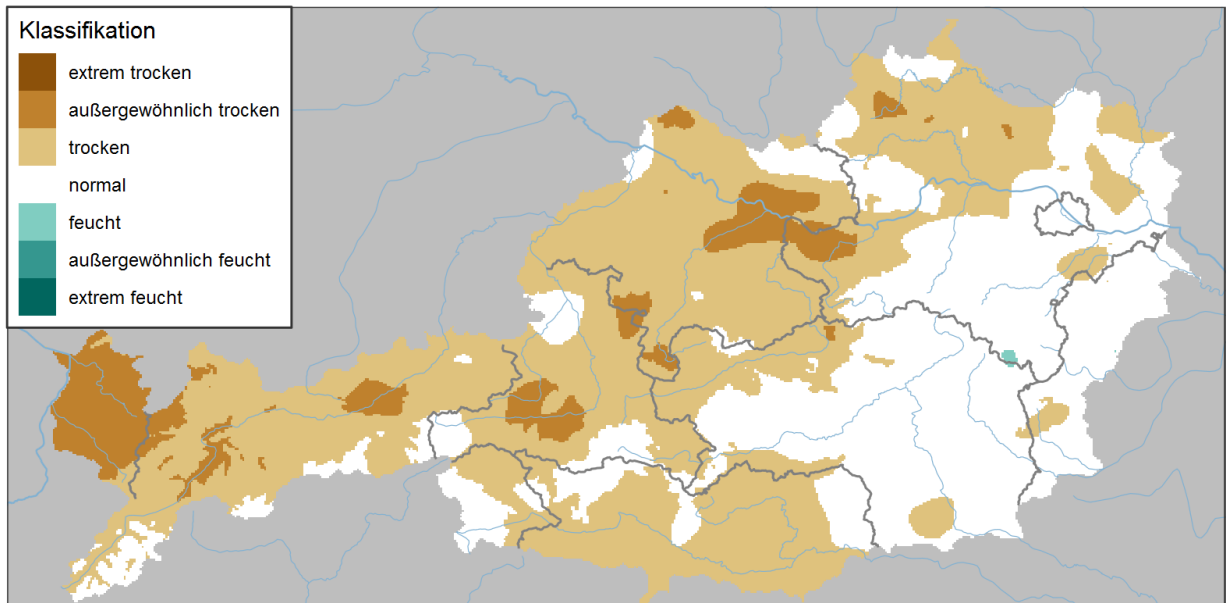 Klassifikation
extrem trocken
außergewöhnlich trocken
trocken
normal
feucht
außergewöhnlich feucht
extrem feucht